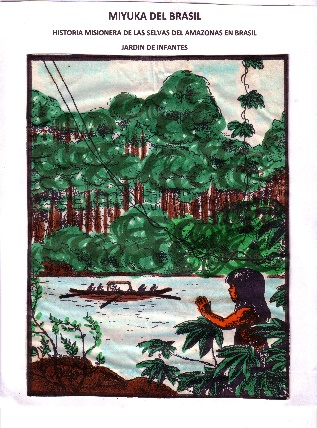 MIYUKA DEL BRASIL
HISTORIA MISIONERA DE LAS SELVAS DEL AMAZONAS EN BRASIL
JARDIN DE INFANTES